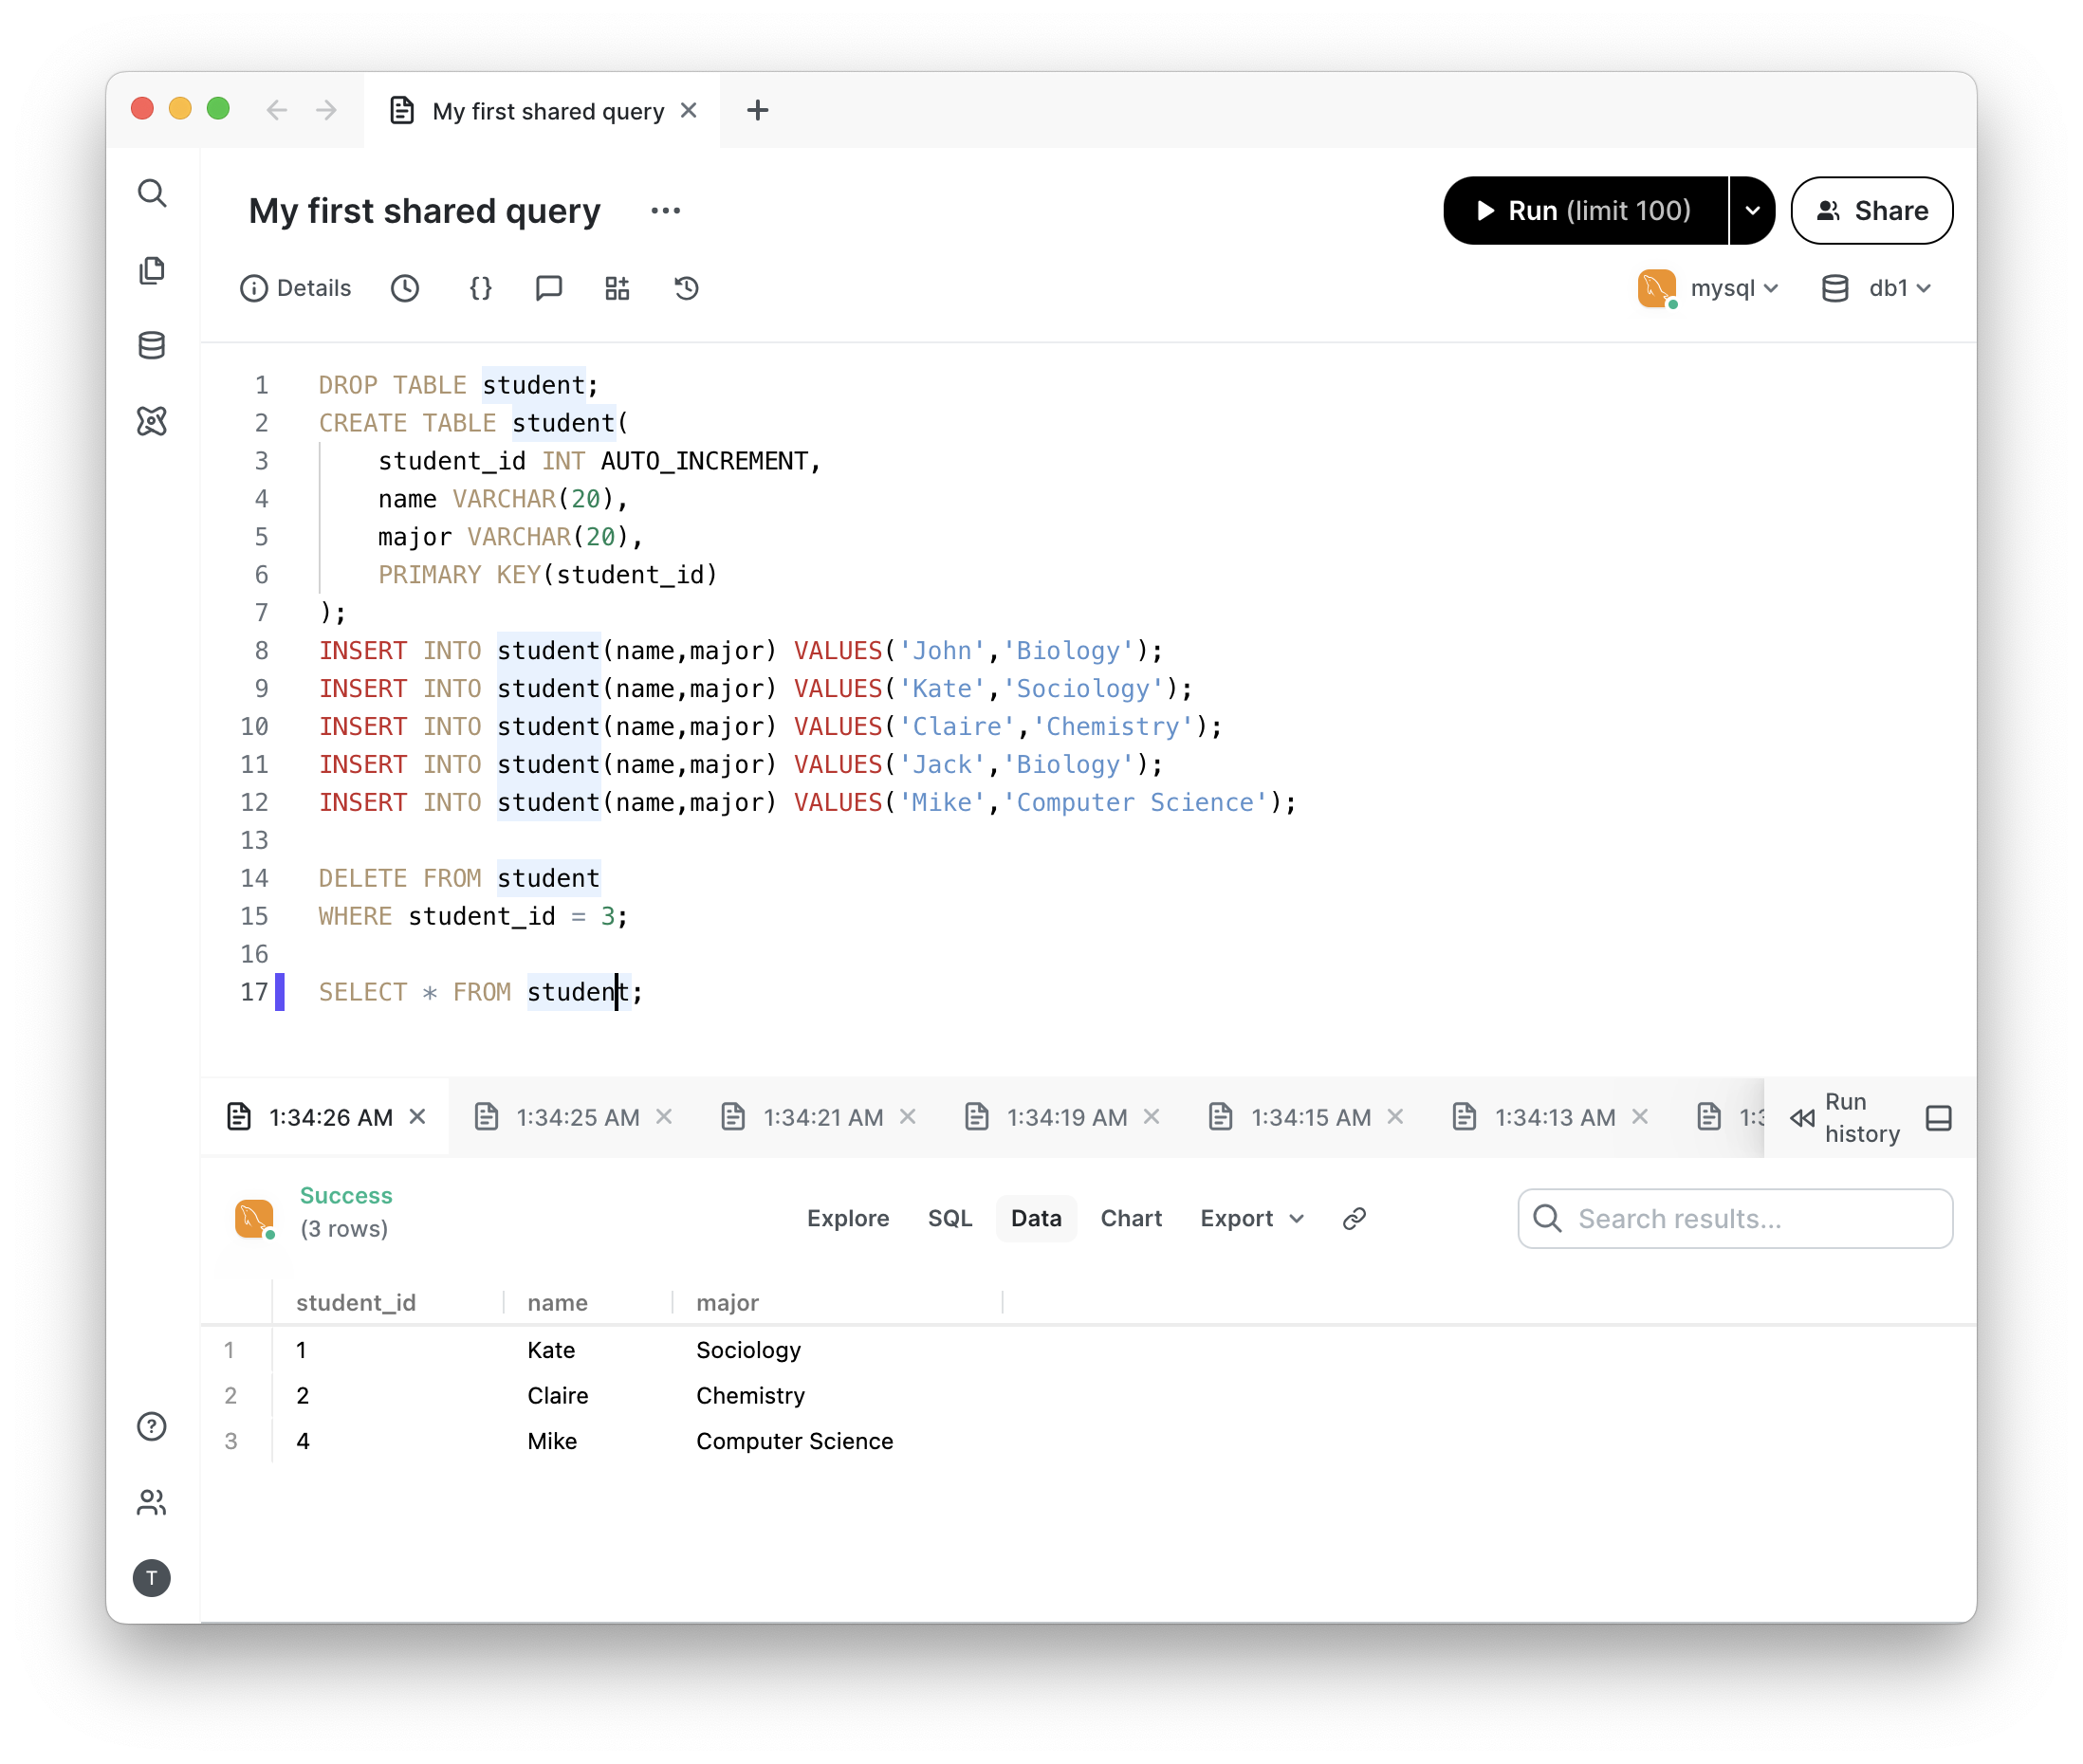 My first shared query
My first shared query
Run (limit 100)
Share
Details
{}
mysql
db1
1 DROP TABLE student;
2 CREATE TABLE student(
3 student_id INT AUTO_INCREMENT,
4 name VARCHAR(20),
5 major VARCHAR(20),
6 PRIMARY KEY(student_id)
7 );
8 INSERT INTO student(name,major) VALUES('John','Biology');
9 INSERT INTO student(name,major) VALUES('Kate','Sociology');
10 INSERT INTO student(name,major) VALUES('Claire','Chemistry');
11 INSERT INTO student(name,major) VALUES('Jack','Biology');
12 INSERT INTO student(name,major) VALUES('Mike','Computer Science');
13
14 DELETE FROM student
15 WHERE student_id = 3;
16
17 SELECT * FROM student;
1:34:26 AM
1:34:25 AM
1:34:21 AM
1:34:19 AM
1:34:15 AM
1:34:13 AM
Run
history
Success
(3 rows)
Explore
SQL
Data
Chart
Export
Search results...
student_id name major
1 1 Kate Sociology
2 2 Claire Chemistry
3 4 Mike Computer Science
?
T